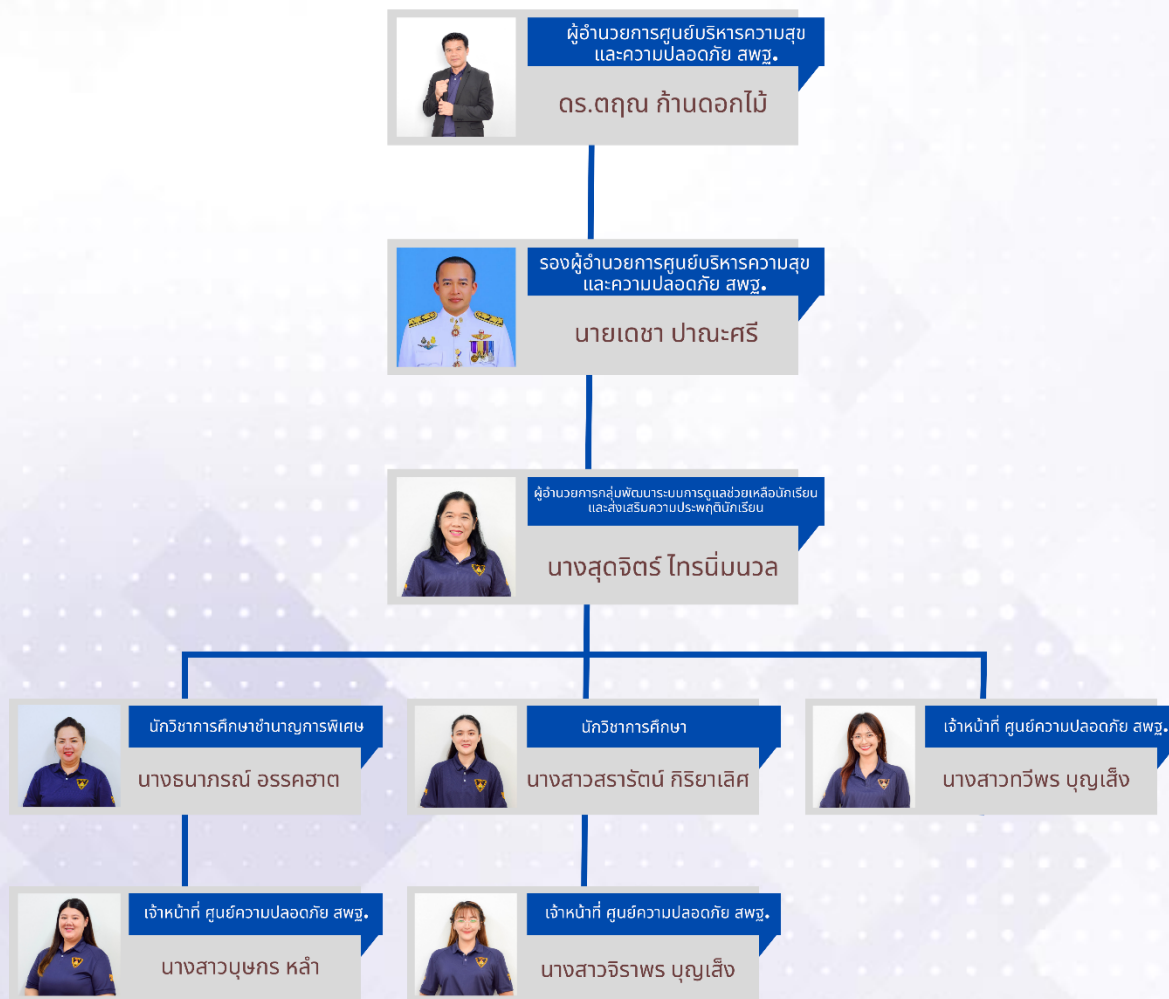 ผู้อำนวยการศูนย์บริหารความสุข
และความปลอดภัย สพฐ.
ดร.ตฤณ ก้านดอกไม้
รองผู้อำนวยการศูนย์บริหารความสุข
และความปลอดภัย สพฐ.
นายเดชา ปาณะศรี
ผู้อำนวยการกลุ่มพัฒนาระบบการดูแลช่วยเหลือนักเรียน
และส่งเสริมความประพฤตินักเรียน
นางสุดจิตร์ ไทรนิ่มนวล
นักวิชาการศึกษาชำนาญการพิเศษ
นางธนาภรณ์ อรรคฮาต
นักวิชาการศึกษา
นางสาวสรารัตน์ กิริยาเลิศ
เจ้าหน้าที่ ศูนย์ความปลอดภัย สพฐ.
นางสาวทวีพร บุญเส็ง
เจ้าหน้าที่ ศูนย์ความปลอดภัย สพฐ.
นางสาวบุษกร หลำ
เจ้าหน้าที่ ศูนย์ความปลอดภัย สพฐ.
นางสาวจิราพร บุญเส็ง